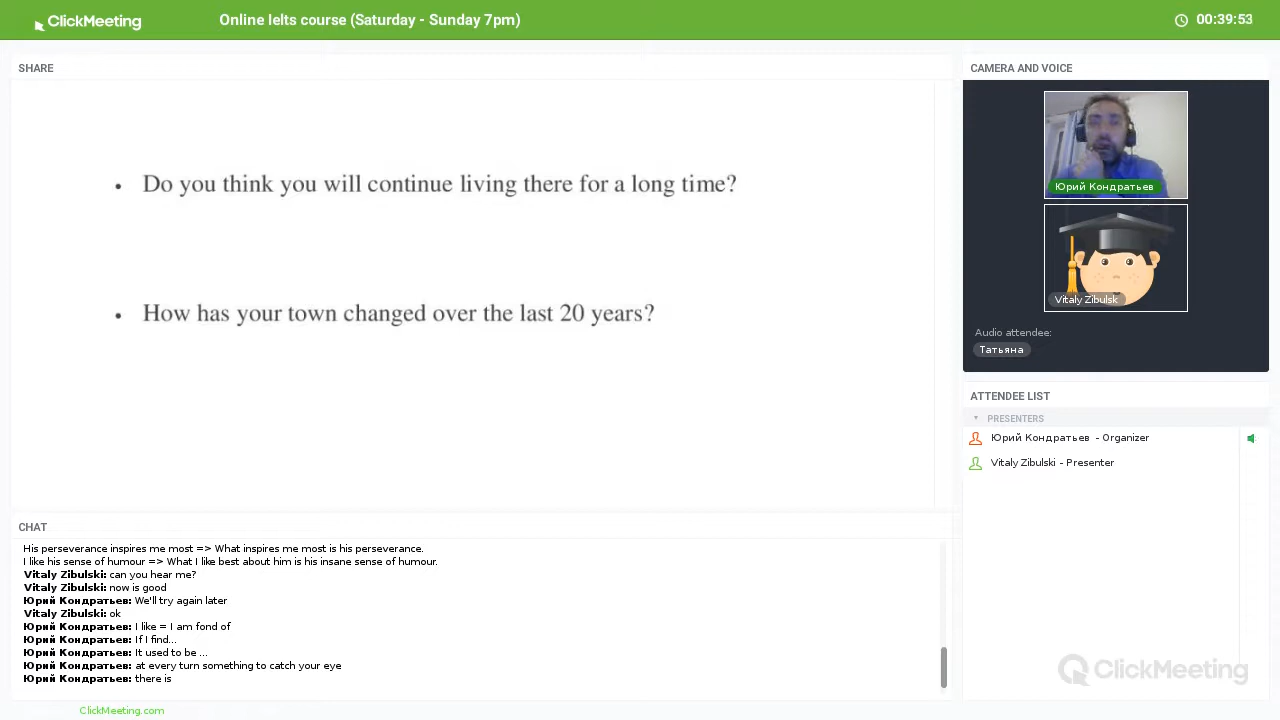 ClickMeeting
Online Ielts course (Saturday - Sunday 7pm)
00:39:53
SHARE
• Do you think you will continue living there for a long time?
• How has your town changed over the last 20 years?
CAMERA AND VOICE
Юрий Кондратьев
Vitaly Zibulsk
Audio attendee:
Татьяна
ATTENDEE LIST
PRESENTERS
Юрий Кондратьев - Organizer
Vitaly Zibulski - Presenter
CHAT
His perseverance inspires me most => What inspires me most is his perseverance.
I like his sense of humour => What I like best about him is his insane sense of humour.
Vitaly Zibulski: can you hear me?
Vitaly Zibulski: now is good
Юрий Кондратьев: We'll try again later
Vitaly Zibulski: ok
Юрий Кондратьев: I like = I am fond of
Юрий Кондратьев: If I find...
Юрий Кондратьев: It used to be ...
Юрий Кондратьев: at every turn something to catch your eye
Юрий Кондратьев: there is
ClickMeeting
ClickMeeting.com